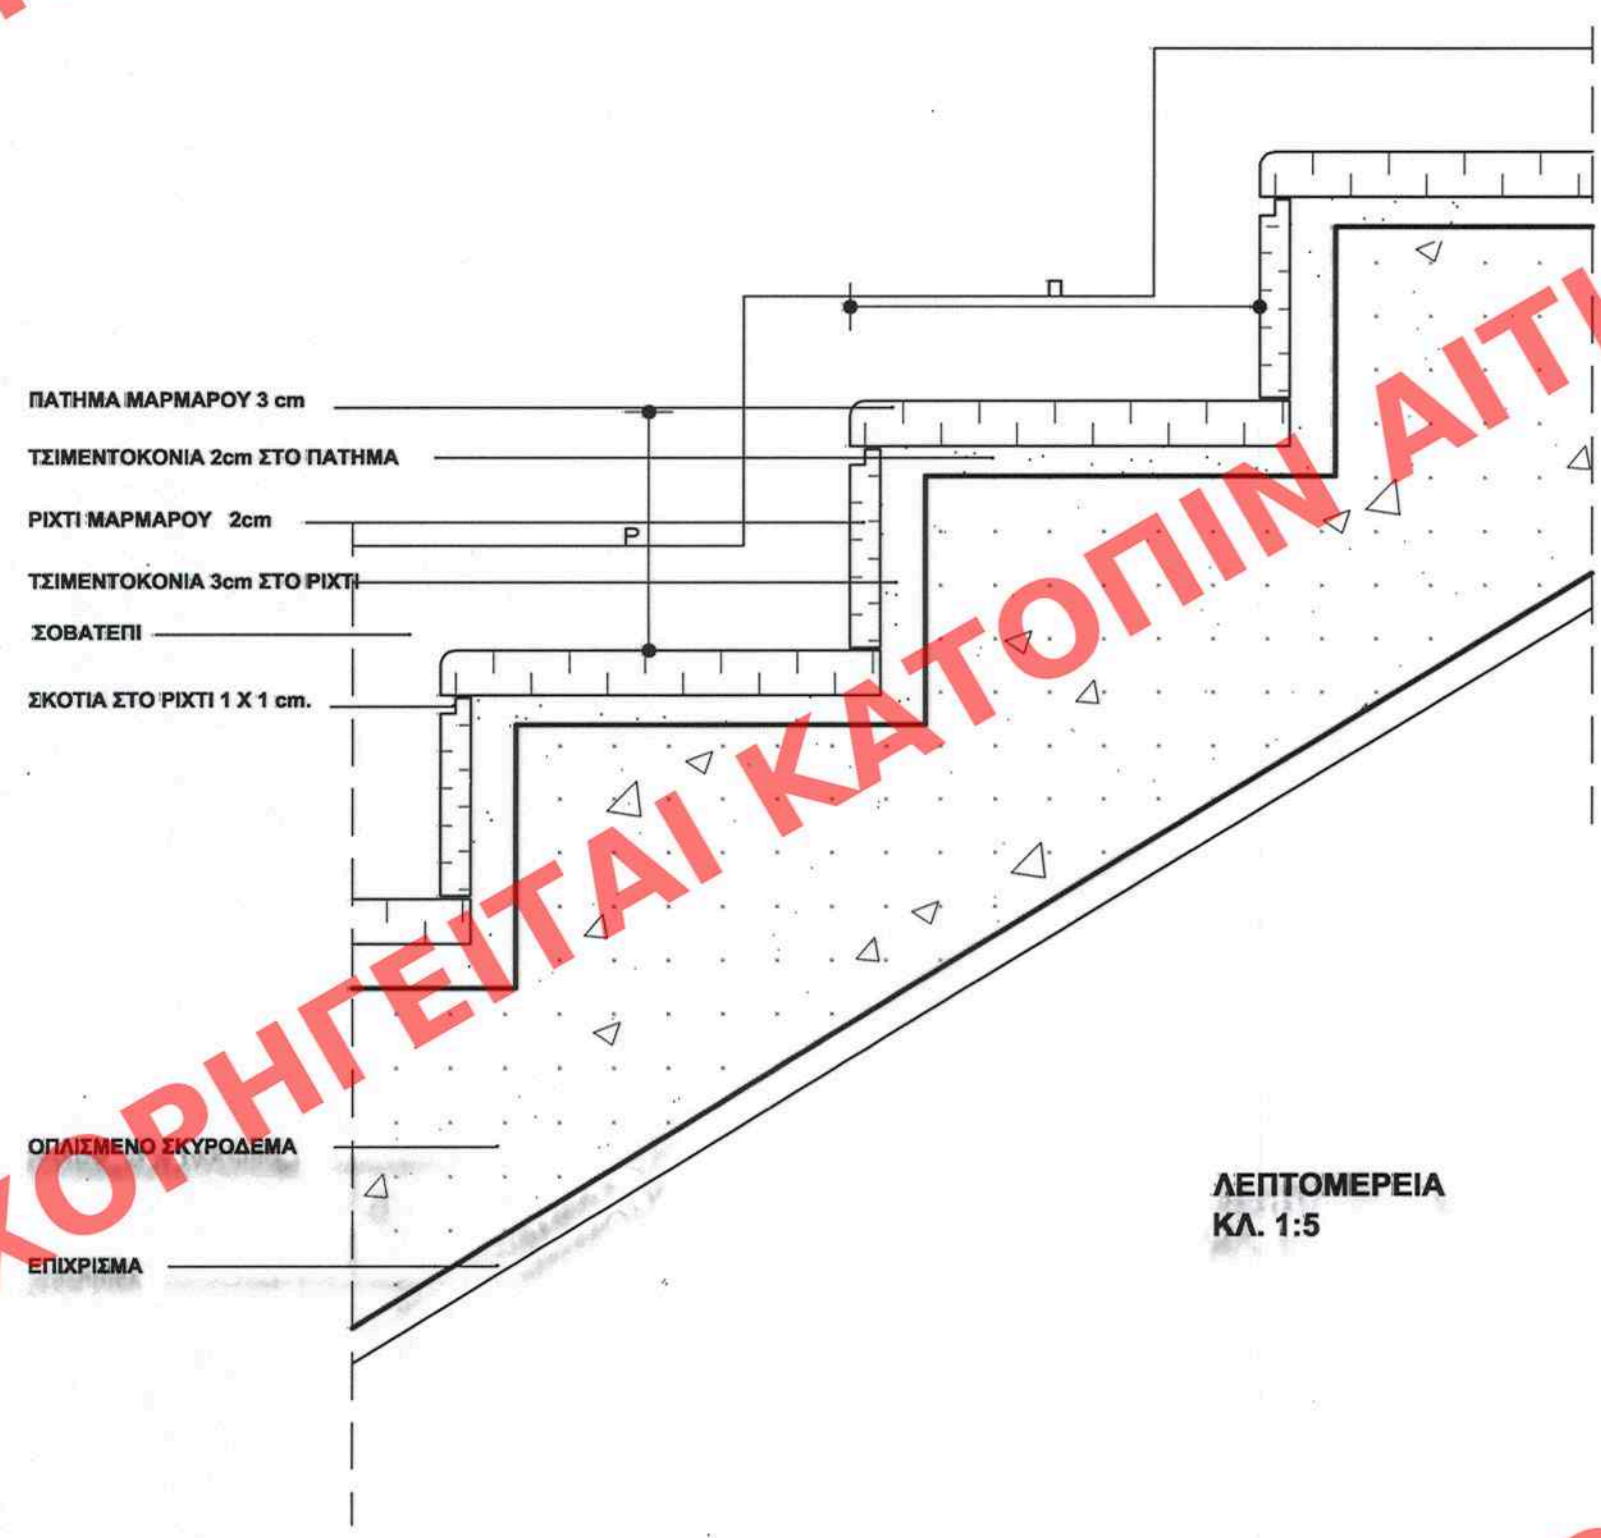 Π
ΠΑΤΗΜΑ ΜΑΡΜΑΡΟΥ 3 cm
ΤΣΙΜΕΝΤΟΚΟΝΙΑ 2cm ΣΤΟ ΠΑΤΗΜΑ
ΡΙΧΤΙ ΜΑΡΜΑΡΟΥ 2cm
Ρ
ΤΣΙΜΕΝΤΟΚΟΝΙΑ 3cm ΣΤΟ ΡΙΧΤΙ
ΣΟΒΑΤΕΠΙ
ΣΚΟΤΙΑ ΣΤΟ ΡΙΧΤΙ 1 Χ 1 cm.
ΧΟΡΗΓΕΙΤΑΙ ΚΑΤΟΠΙΝ ΑΙΤΗ
ΟΠΛΙΣΜΕΝΟ ΣΚΥΡΟΔΕΜΑ
ΕΠΙΧΡΙΣΜΑ
ΛΕΠΤΟΜΕΡΕΙΑ
ΚΛ. 1:5